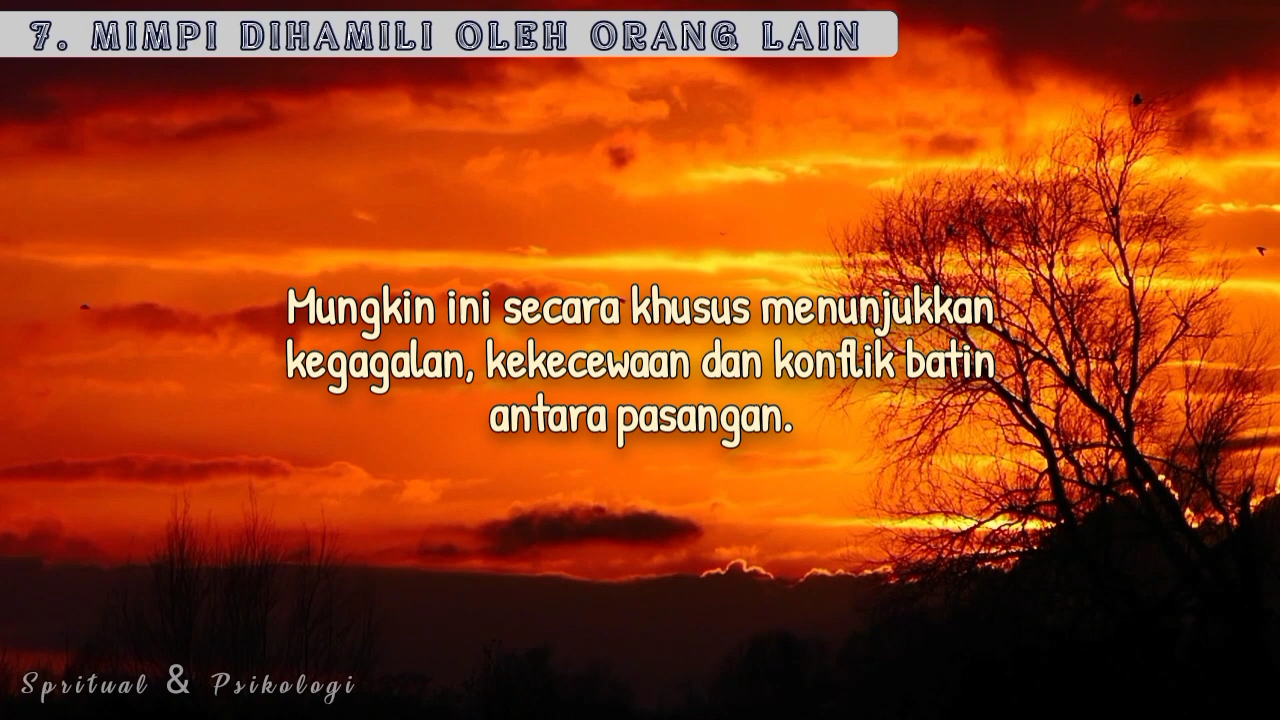 7. MIMPI DIHAMILI OLEH ORANG LAIN
Mungkin ini secara khusus menunjukkan
kegagalan, kekecewaan dan konflik batin
antara pasangan.
Spritual & Psikologi